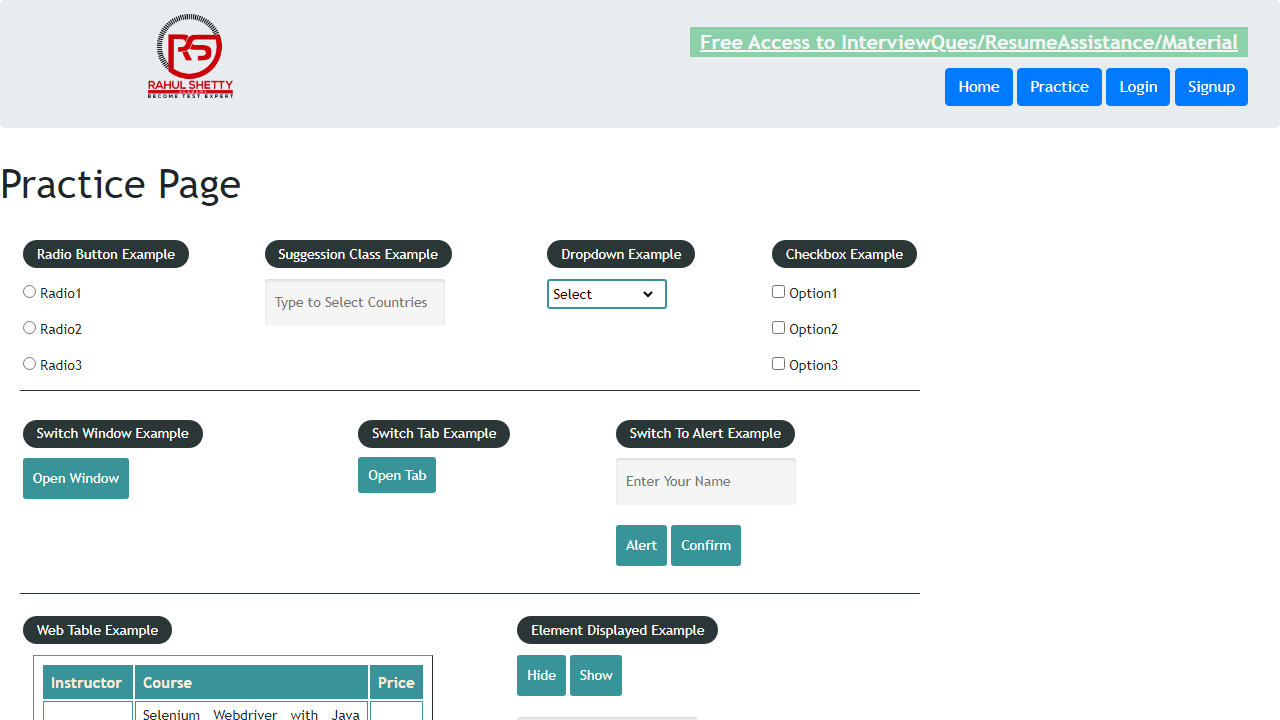 RS
RAHUL SHETTY
ACADEMY
BECOME TEST EXPERT
Free Access to InterviewQues/ResumeAssistance/Material
Home Practice Login Signup
Practice Page
Radio Button Example
Radio1
Radio2
Radio3
Suggession Class Example
Type to Select Countries
Dropdown Example
Select
Checkbox Example
Option1
Option2
Option3
Switch Window Example
Open Window
Switch Tab Example
Open Tab
Switch To Alert Example
Enter Your Name
Alert Confirm
Web Table Example
Instructor Course Price
Selenium Webdriver with Java
Element Displayed Example
Hide Show